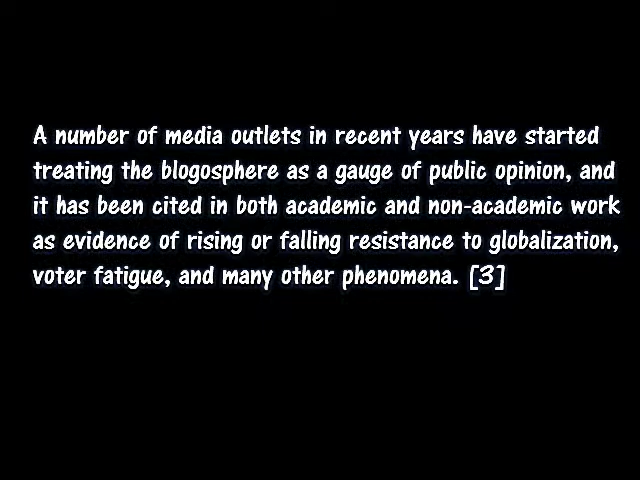 A number of media outlets in recent years have started
treating the blogosphere as a gauge of public opinion, and
it has been cited in both academic and non-academic work
as evidence of rising or falling resistance to globalization,
voter fatigue, and many other phenomena. [3]